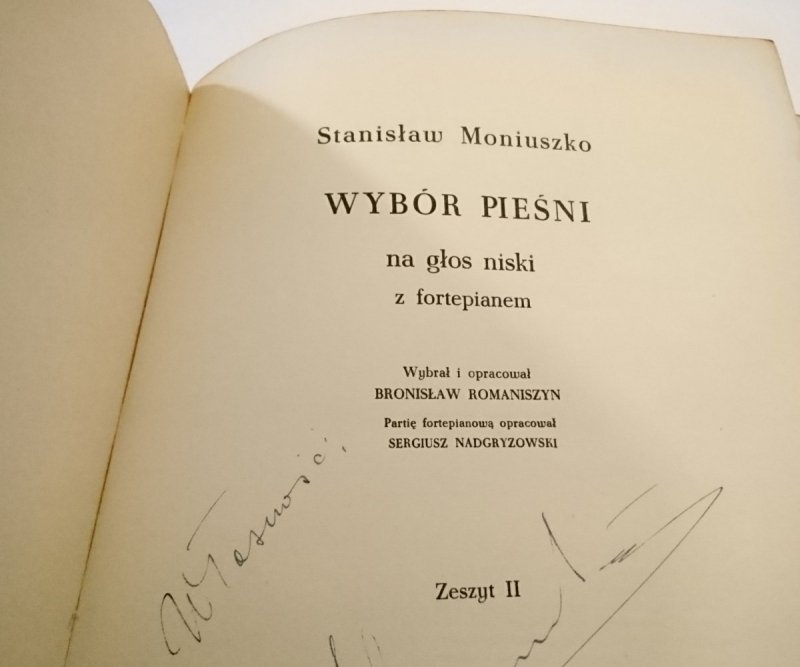 Stanisław Moniuszko
WYBÓR PIEŚNI
na głos niski
z fortepianem
Wybrał i opracował
BRONISŁAW ROMANISZYN
Partię fortepianową opracował
SERGIUSZ NADGRYZOWSKI
Własność:
Zeszyt II